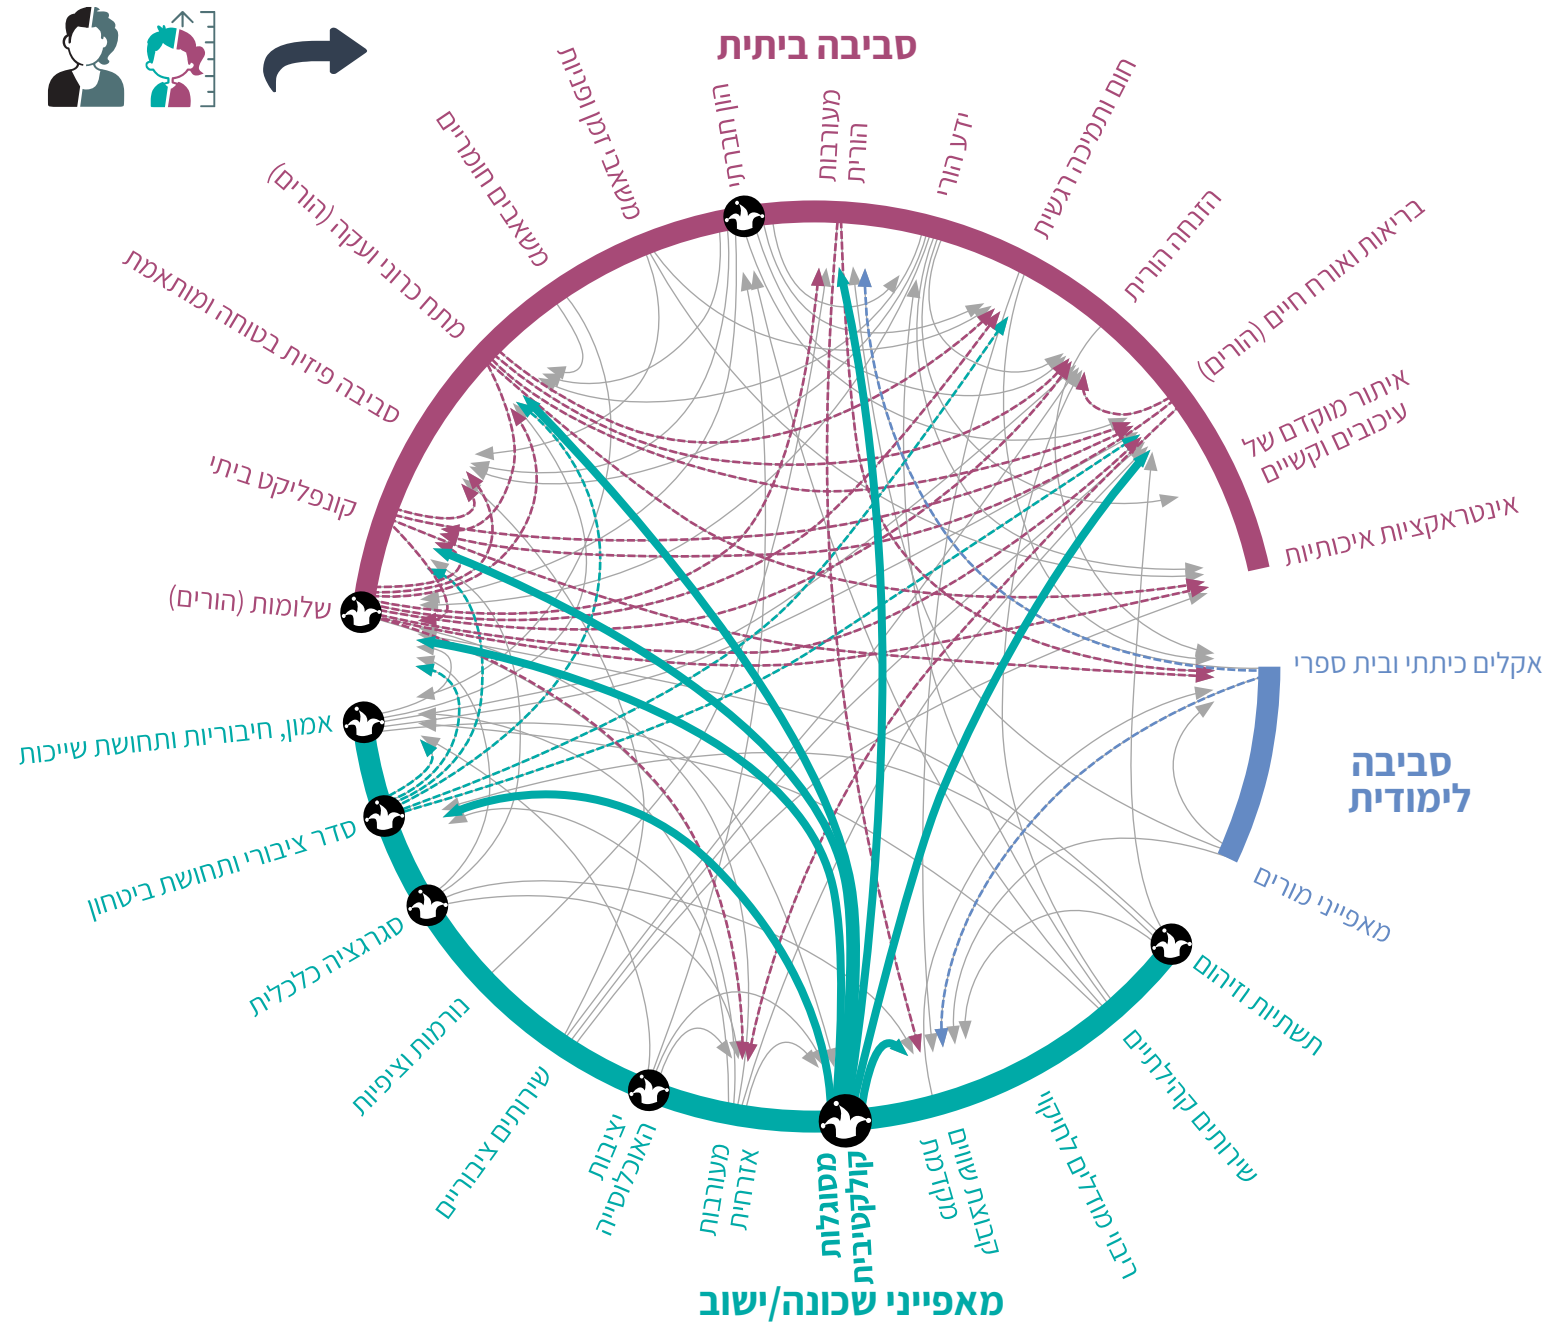 סביבה ביתית
חום ותמיכה רגשית
ידע הורי
מעורבות
הורית
הון תרבותי
משאבי זמן ופניות
משאבים חומריים
מתח כרוני ועקה (הורים)
סביבה פיזית בטוחה ומותאמת
קונפליקט ביתי
שלומות (הורים)
הזנחה הורית
בריאות ואורח חיים (הורים)
איתור מוקדם של
עיכובים וקשיים
אינטראקציות איכותיות
אקלים כיתתי ובית ספרי
סביבה
לימודית
מאפייני מורים
אמון, חיבוריות ותחושת שייכות
סדר ציבורי ותחושת ביטחון
סגרגציה כלכלית
נורמות וציפיות
שירותים ציבוריים
יציבות
האוכלוסייה
מעורבות
אזרחית
מסוגלות
קולקטיבית
קבוצת שווים
מקדמת
ריבוי מודלים לחיקוי
שירותים קהילתיים
תשתיות וזיהום
מאפייני שכונה/ישוב